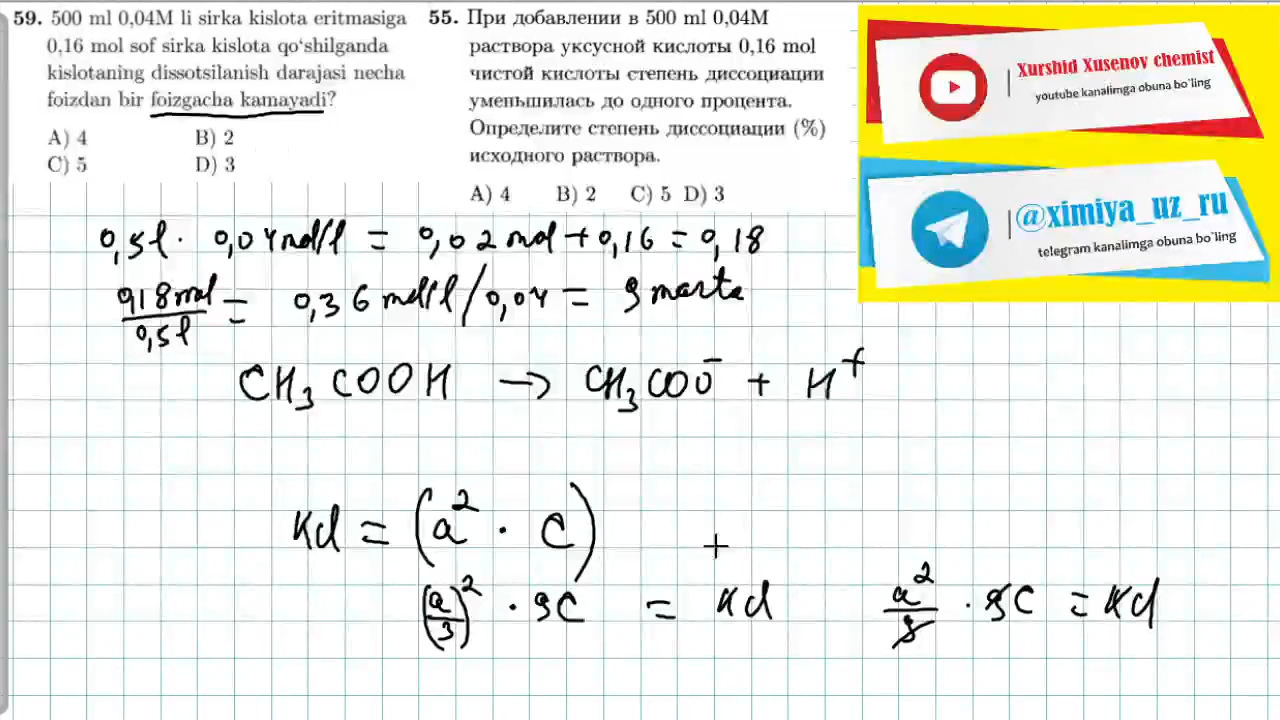 59. 500 ml 0,04M li sirka kislota eritmasiga
0,16 mol sof sirka kislota qo‘shilganda
kislotaning dissotsilanish darajasi necha
foizdan bir foizgacha kamayadi?
A) 4 B) 2
C) 5 D) 3
55. При добавлении в 500 ml 0,04M
раствора уксусной кислоты 0,16 mol
чистой кислоты степень диссоциации
уменьшилась до одного процента.
Определите степень диссоциации (%)
исходного раствора.
A) 4 B) 2 C) 5 D) 3
Xurshid Xusenov chemist
youtube kanalimga obuna bo`ling
@ximiya_uz_ru
telegram kanalimga obuna bo`ling
0,5l · 0,04mol/l = 0,02mol + 0,16 = 0,18
0,18mol/0,5l = 0,36 mol/l / 0,04 = 9 marta
CH₃COOH → CH₃COO⁻ + H⁺
Kd = (a² · C)
(a/3)² · 9C = Kd a²/9 · 9C = Kd